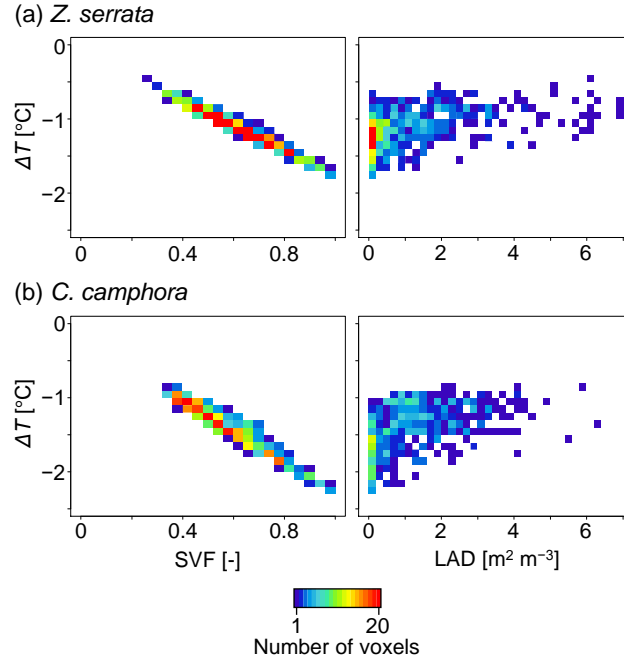 (a) Z. serrata
0
−1
−2
ΔT [°C]
0 0.4 0.8
0 2 4 6
(b) C. camphora
0
−1
−2
ΔT [°C]
0 0.4 0.8
0 2 4 6
SVF [-]
LAD [m² m⁻³]
1 20
Number of voxels